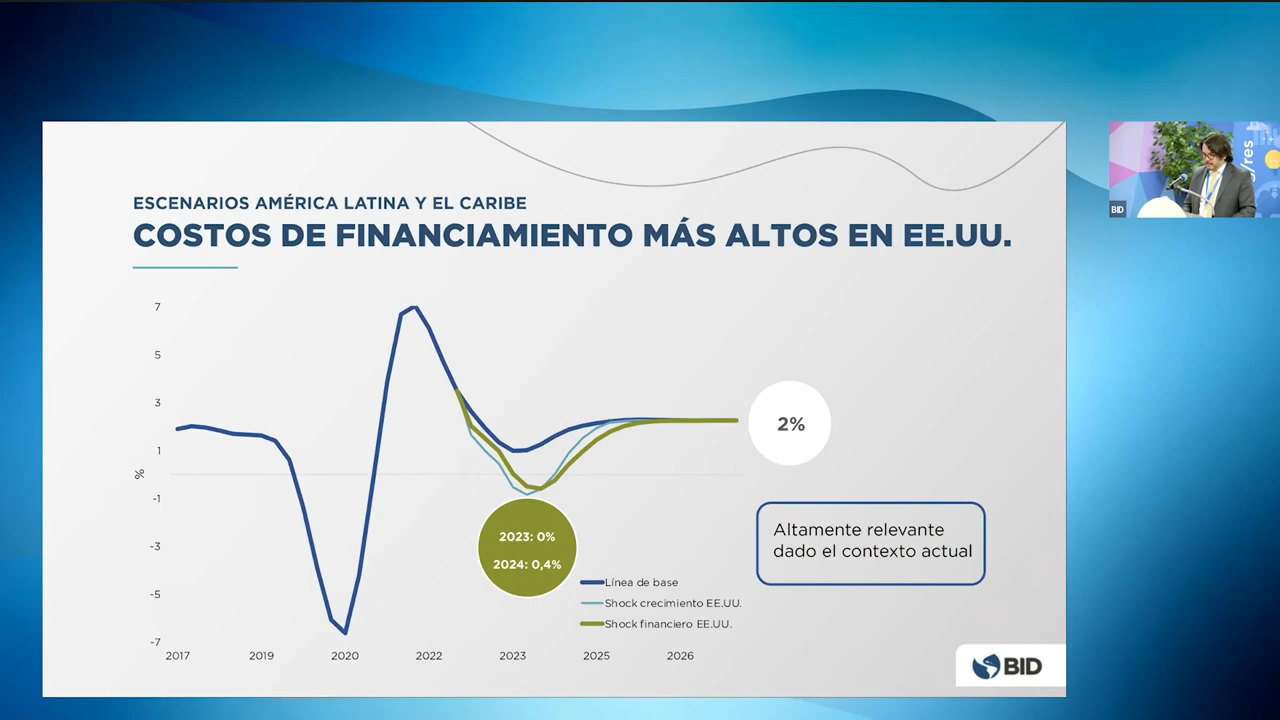 ESCENARIOS AMÉRICA LATINA Y EL CARIBE
COSTOS DE FINANCIAMIENTO MÁS ALTOS EN EE.UU.
7
5
3
1
%
-1
-3
-5
-7
2017
2019
2020
2022
2023
2025
2026
2%
2023: 0%
2024: 0,4%
Línea de base
Shock crecimiento EE.UU.
Shock financiero EE.UU.
Altamente relevante
dado el contexto actual
BID
BID